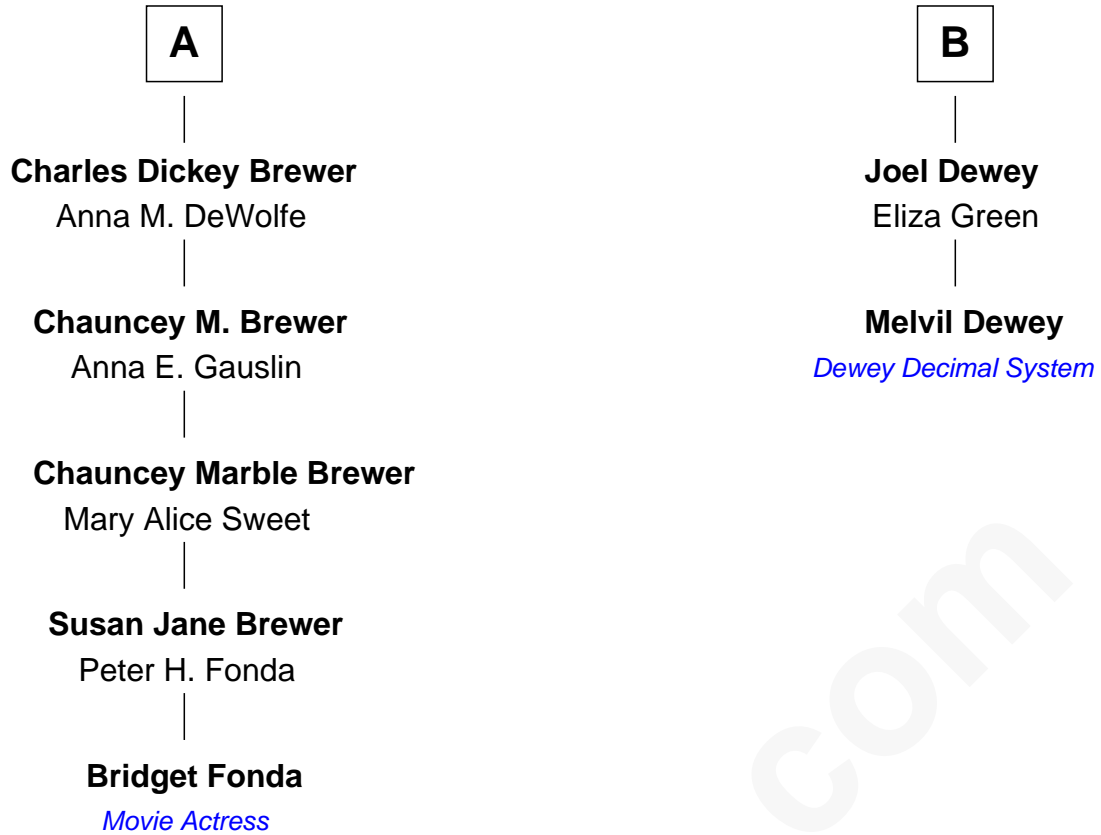 A
Charles Dickey Brewer
Anna M. DeWolfe
Chauncey M. Brewer
Anna E. Gauslin
Chauncey Marble Brewer
Mary Alice Sweet
Susan Jane Brewer
Peter H. Fonda
Bridget Fonda
Movie Actress
B
Joel Dewey
Eliza Green
Melvil Dewey
Dewey Decimal System
com